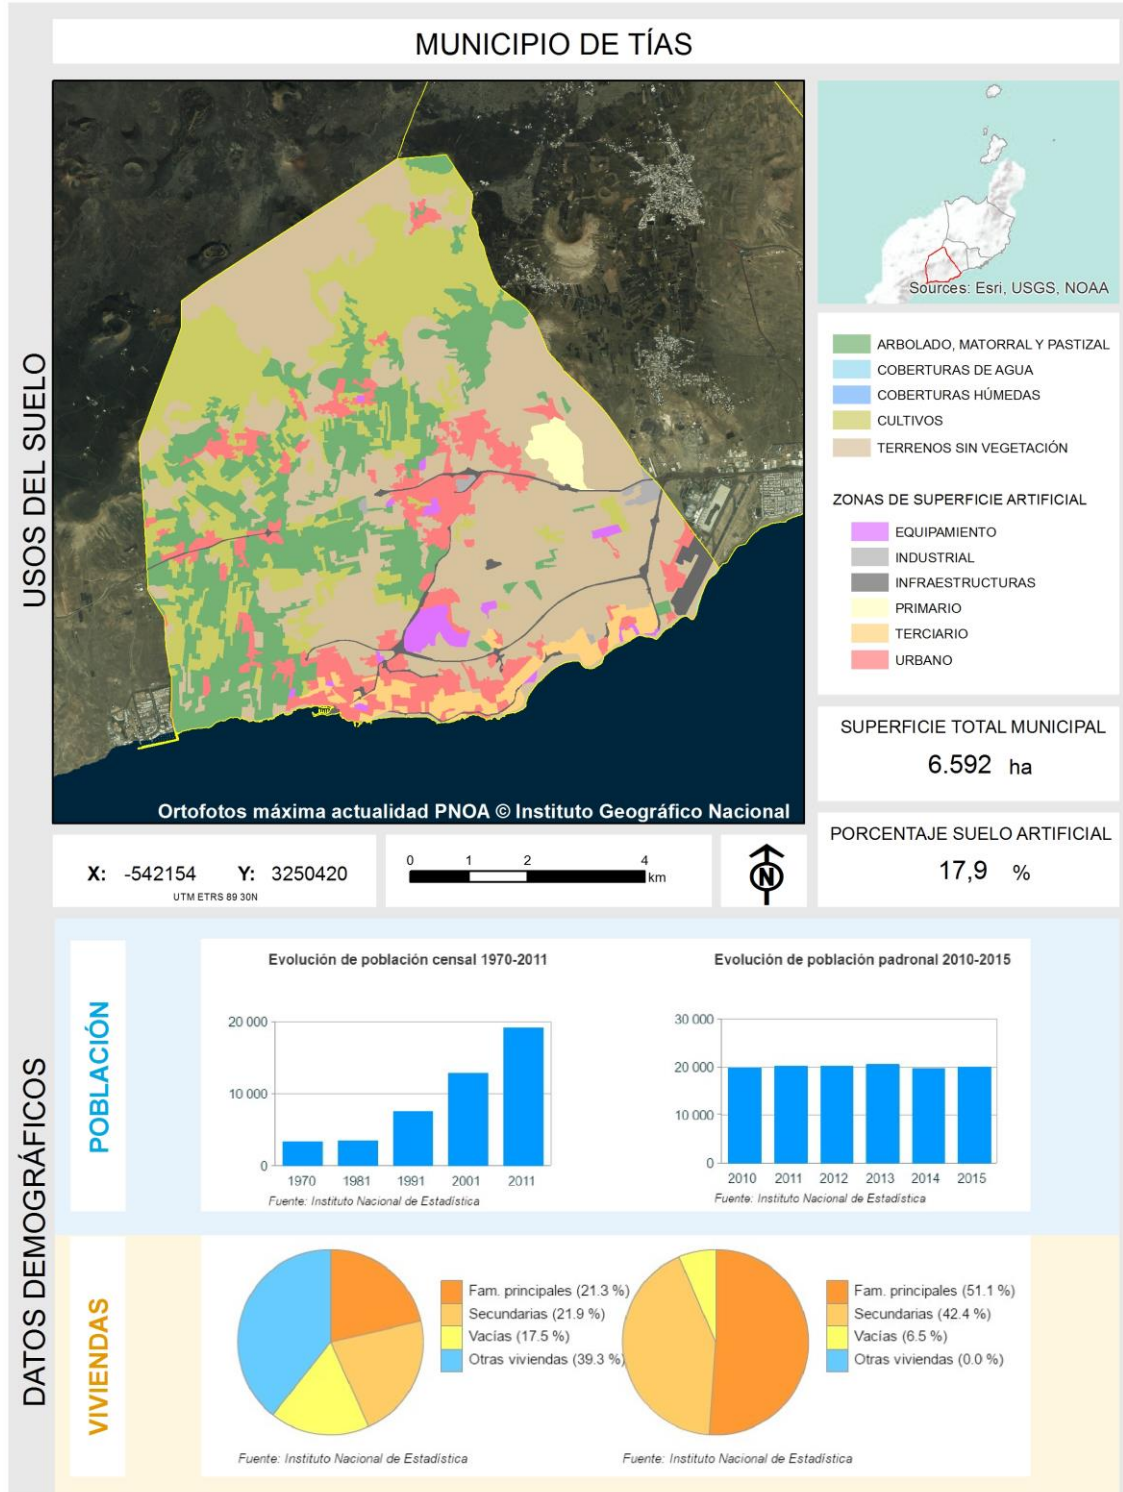 MUNICIPIO DE TÍAS
USOS DEL SUELO
Ortofotos máxima actualidad PNOA © Instituto Geográfico Nacional
Sources: Esri, USGS, NOAA
ARBOLADO, MATORRAL Y PASTIZAL
COBERTURAS DE AGUA
COBERTURAS HÚMEDAS
CULTIVOS
TERRENOS SIN VEGETACIÓN
ZONAS DE SUPERFICIE ARTIFICIAL
EQUIPAMIENTO
INDUSTRIAL
INFRAESTRUCTURAS
PRIMARIO
TERCIARIO
URBANO
SUPERFICIE TOTAL MUNICIPAL
6.592 ha
PORCENTAJE SUELO ARTIFICIAL
17,9 %
X: -542154 Y: 3250420
UTM ETRS 89 30N
0 1 2 4
km
N
DATOS DEMOGRÁFICOS
POBLACIÓN
Evolución de población censal 1970-2011
20 000
10 000
0
1970 1981 1991 2001 2011
Fuente: Instituto Nacional de Estadística
Evolución de población padronal 2010-2015
30 000
20 000
10 000
0
2010 2011 2012 2013 2014 2015
Fuente: Instituto Nacional de Estadística
VIVIENDAS
Fam. principales (21.3 %)
Secundarias (21.9 %)
Vacías (17.5 %)
Otras viviendas (39.3 %)
Fuente: Instituto Nacional de Estadística
Fam. principales (51.1 %)
Secundarias (42.4 %)
Vacías (6.5 %)
Otras viviendas (0.0 %)
Fuente: Instituto Nacional de Estadística